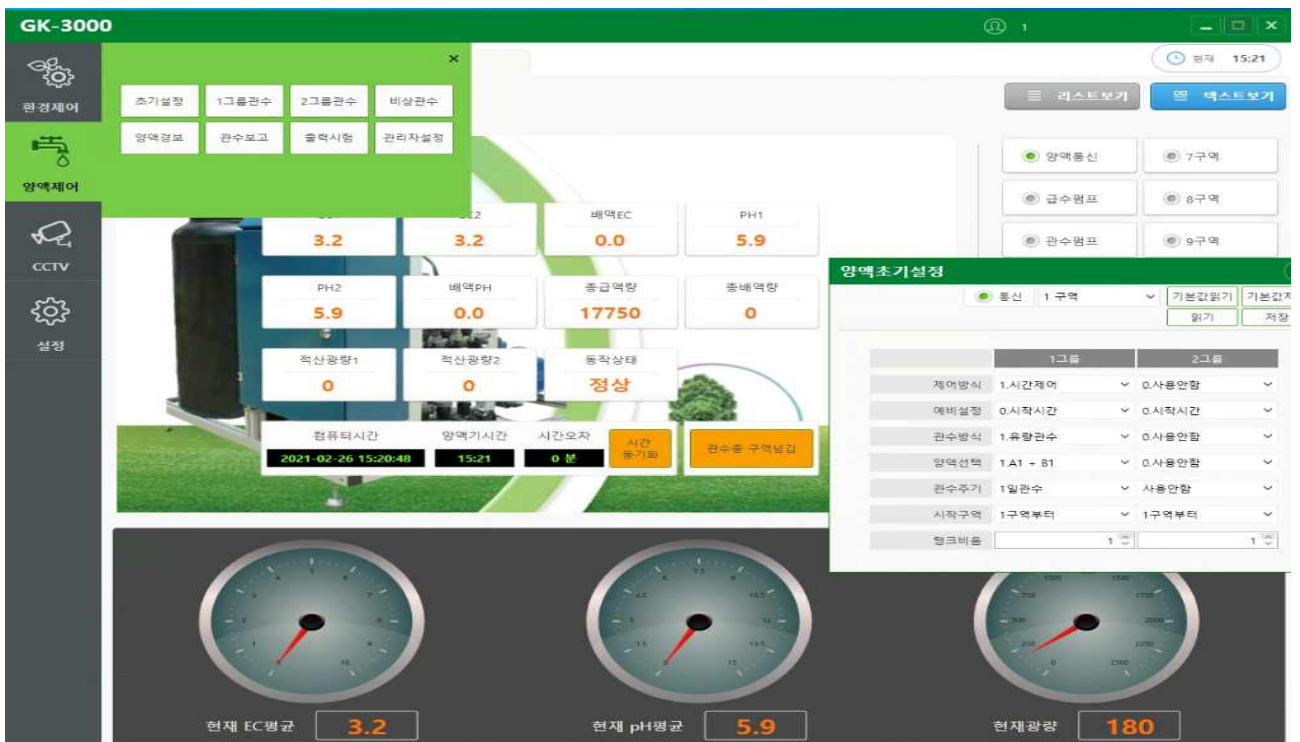 GK-3000
1
환경제어
양액제어
CCTV
설정
×
초기설정 1그룹관수 2그룹관수 비상관수
양액경보 관수보고 출력시험 관리자설정
현재 15:21
리스트보기 텍스트보기
양액통신 7구역
급수펌프 8구역
관수펌프 9구역
배액EC PH1
3.2 3.2 0.0 5.9
PH2 배액PH 총급액량 총배액량
5.9 0.0 17750 0
적산광량1 적산광량2 동작상태
0 0 정상
컴퓨터시간 양액기시간 시간오차
2021-02-26 15:20:48 15:21 0 분
시간
동기화
관수중 구역넘김
양액초기설정
통신 1 구역 기본값읽기
읽기 저장
1그룹 2그룹
제어방식 1.시간제어 0.사용안함
예비설정 0.시작시간 0.시작시간
관수방식 1.유량관수 0.사용안함
양액선택 1.A1 + B1 0.사용안함
관수주기 1일관수 사용안함
시작구역 1구역부터 1구역부터
탱크비율 1 1
현재 EC평균 3.2
현재 pH평균 5.9
현재광량 180